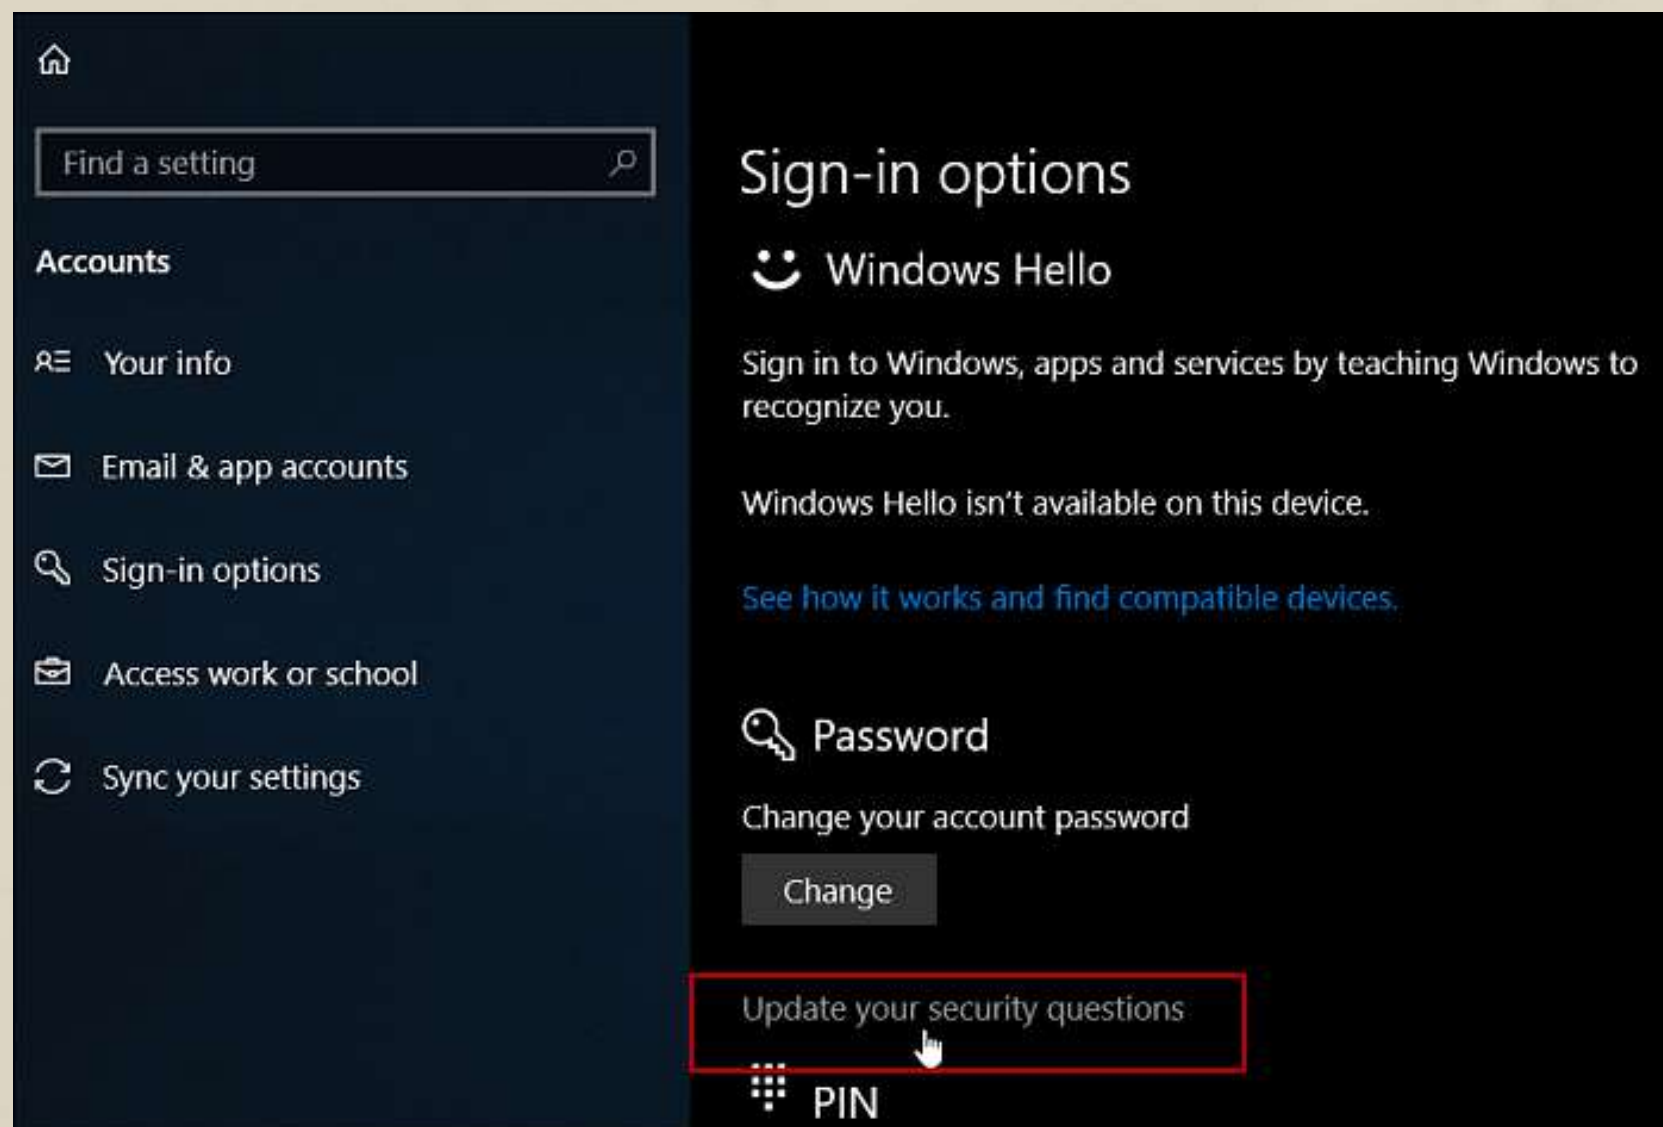 Find a setting
Accounts
Your info
Email & app accounts
Sign-in options
Access work or school
Sync your settings
Sign-in options
Windows Hello
Sign in to Windows, apps and services by teaching Windows to
recognize you.
Windows Hello isn't available on this device.
See how it works and find compatible devices.
Password
Change your account password
Change
Update your security questions
PIN